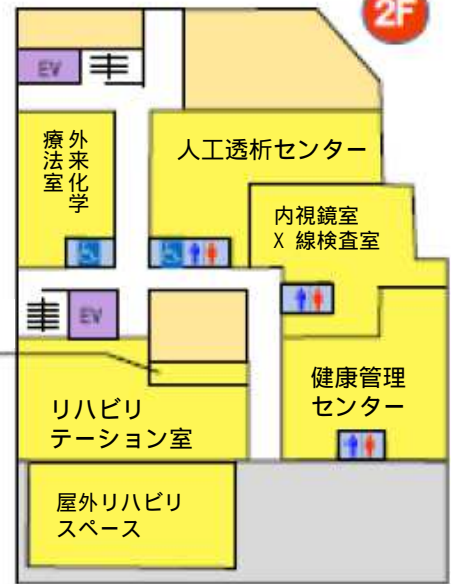 2F
EV
外来化学
療法室
人工透析センター
内視鏡室
X 線検査室
EV
健康管理
センター
リハビリ
テーション室
屋外リハビリ
スペース